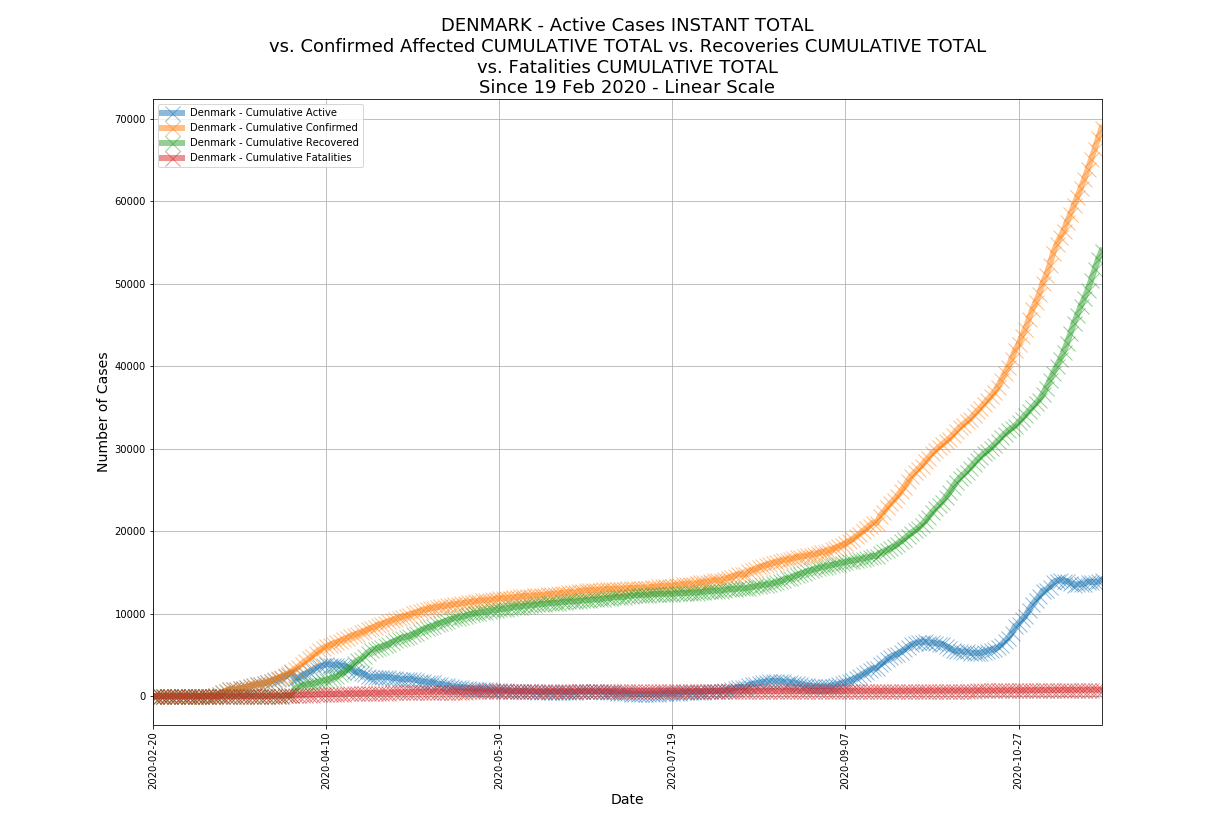 DENMARK - Active Cases INSTANT TOTAL
vs. Confirmed Affected CUMULATIVE TOTAL vs. Recoveries CUMULATIVE TOTAL
vs. Fatalities CUMULATIVE TOTAL
Since 19 Feb 2020 - Linear Scale
Denmark - Cumulative Active
Denmark - Cumulative Confirmed
Denmark - Cumulative Recovered
Denmark - Cumulative Fatalities
Number of Cases
70000
60000
50000
40000
30000
20000
10000
0
2020-02-20
2020-04-10
2020-05-30
2020-07-19
2020-09-07
2020-10-27
Date